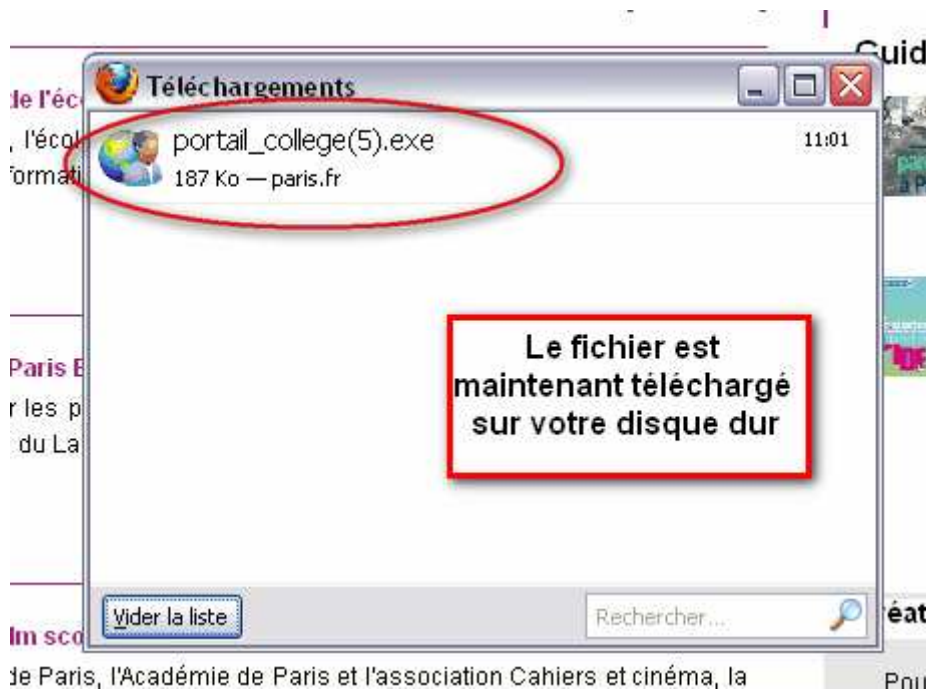 Guid
de l'éc
Téléchargements
, l'écol
formati
portail_college(5).exe
11:01
187 Ko — paris.fr
Le fichier est
maintenant téléchargé
sur votre disque dur
Paris E
r les p
du La
Vider la liste
Rechercher...
éat
lm sco
de Paris, l'Académie de Paris et l'association Cahiers et cinéma, la
Pou